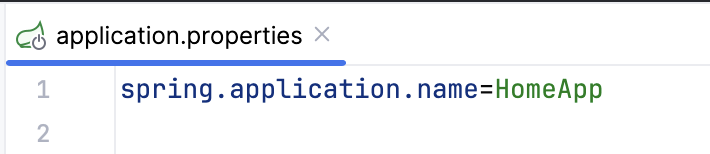 application.properties
1 spring.application.name=HomeApp
2